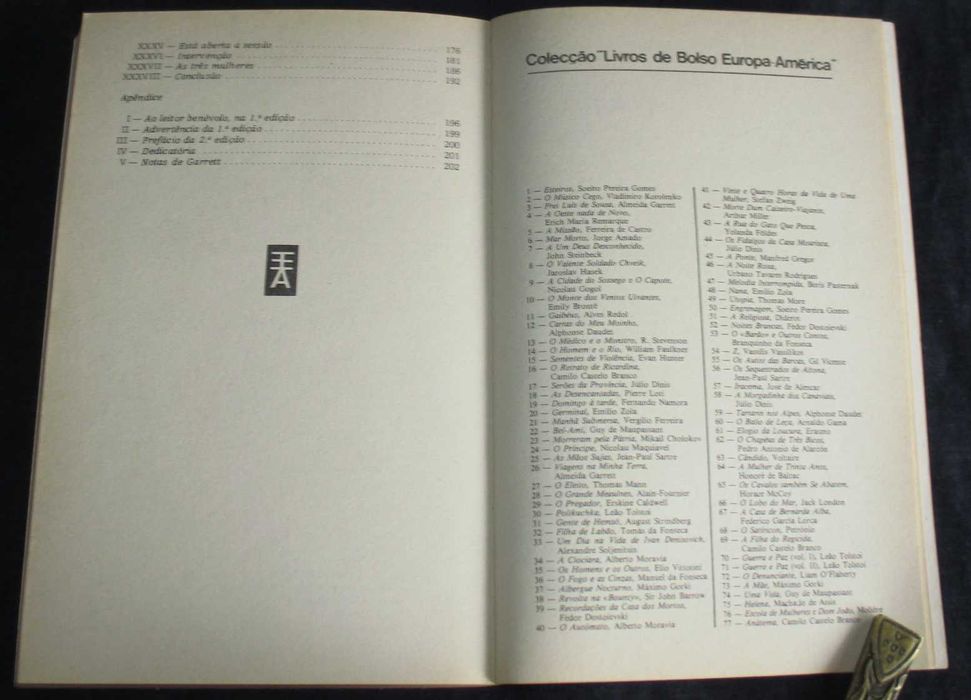 XXXV — Está aberta a sessão 176
XXXVI — Intervenção 181
XXXVII — As três mulheres 186
XXXVIII — Conclusão 192
Apêndice
I — Ao leitor benévolo, na 1.ª edição 196
II — Advertência da 1.ª edição 199
III — Prefácio da 2.ª edição 200
IV — Dedicatória 201
V — Notas de Garrett 202
EA
Colecção "Livros de Bolso Europa-América"
1 — Esteiros, Soeiro Pereira Gomes
2 — O Músico Cego, Vladimiro Korolenko
3 — Frei Luís de Sousa, Almeida Garrett
4 — A Oeste nada de Novo,
Erich Maria Remarque
5 — A Missão, Ferreira de Castro
6 — Mar Morto, Jorge Amado
7 — A Um Deus Desconhecido,
John Steinbeck
8 — O Valente Soldado Chveik,
Jaroslav Hasek
9 — A Cidade do Sossego e O Capote,
Nicolau Gogol
10 — O Monte dos Ventos Uivantes,
Emily Brontë
11 — Gaibéus, Alves Redol
12 — Cartas do Meu Moinho,
Alphonse Daudet
13 — O Médico e o Monstro, R. Stevenson
14 — O Homem e o Rio, William Faulkner
15 — Sementes de Violência, Evan Hunter
16 — O Retrato de Ricardina,
Camilo Castelo Branco
17 — Serões da Província, Júlio Dinis
18 — As Desencantadas, Pierre Loti
19 — Domingo à tarde, Fernando Namora
20 — Germinal, Emílio Zola
21 — Manhã Submersa, Vergílio Ferreira
22 — Bel-Ami, Guy de Maupassant
23 — Morreram pela Pátria, Mikail Cholokov
24 — O Príncipe, Nicolau Maquiavel
25 — As Mãos Sujas, Jean-Paul Sartre
26 — Viagens na Minha Terra,
Almeida Garrett
27 — O Eleito, Thomas Mann
28 — O Grande Meaulnes, Alain-Fournier
29 — O Pregador, Erskine Caldwell
30 — Polikuchka, Leão Tolstoi
31 — Gente de Hemsö, August Strindberg
32 — Filha de Labão, Tomás da Fonseca
33 — Um Dia na Vida de Ivan Denisovich,
Alexandre Soljenitsin
34 — A Ciociara, Alberto Moravia
35 — Os Homens e os Outros, Elio Vittorini
36 — O Fogo e as Cinzas, Manuel da Fonseca
37 — Albergue Nocturno, Máximo Gorki
38 — Revolta na «Bounty», Sir John Barrow
39 — Recordações da Casa dos Mortos,
Fédor Dostoievski
40 — O Autómato, Alberto Moravia
41 — Vinte e Quatro Horas da Vida de Uma
Mulher, Stefan Zweig
42 — Morte Dum Caixeiro-Viajante,
Arthur Miller
43 — A Rua do Gato Que Pesca,
Yolanda Földes
44 — Os Fidalgos da Casa Mourisca,
Júlio Dinis
45 — A Ponte, Manfred Gregor
46 — A Noite Roxa,
Urbano Tavares Rodrigues
47 — Melodia Interrompida, Boris Pasternak
48 — Nana, Emílio Zola
49 — Utopia, Thomas More
50 — Engrenagem, Soeiro Pereira Gomes
51 — A Religiosa, Diderot
52 — Noites Brancas, Fédor Dostoievski
53 — O «Bardo» e Outros Contos,
Branquinho da Fonseca
54 — Z, Vassilis Vassilikos
55 — Os Autos das Barcas, Gil Vicente
56 — Os Sequestrados de Altona,
Jean-Paul Sartre
57 — Iracema, José de Alencar
58 — A Morgadinha dos Canaviais,
Júlio Dinis
59 — Tartarin nos Alpes, Alphonse Daudet
60 — O Balio de Leça, Arnaldo Gama
61 — Elogio da Loucura, Erasmo
62 — O Chapéus de Três Bicos,
Pedro Antonio de Alarcón
63 — Cândido, Voltaire
64 — A Mulher de Trinta Anos,
Honoré de Balzac
65 — Os Cavalos também Se Abatem,
Horace McCoy
66 — O Lobo do Mar, Jack London
67 — A Casa de Bernarda Alba,
Federico García Lorca
68 — O Satiricon, Petrónio
69 — A Filha do Regicida,
Camilo Castelo Branco
70 — Guerra e Paz (vol. I), Leão Tolstoi
71 — Guerra e Paz (vol. II), Leão Tolstoi
72 — O Denunciante, Liam O'Flaherty
73 — A Mãe, Máximo Gorki
74 — Uma Vida, Guy de Maupassant
75 — Helena, Machado de Assis
76 — Escola de Mulheres e Dom João, Molière
77 — Anátema, Camilo Castelo Branco